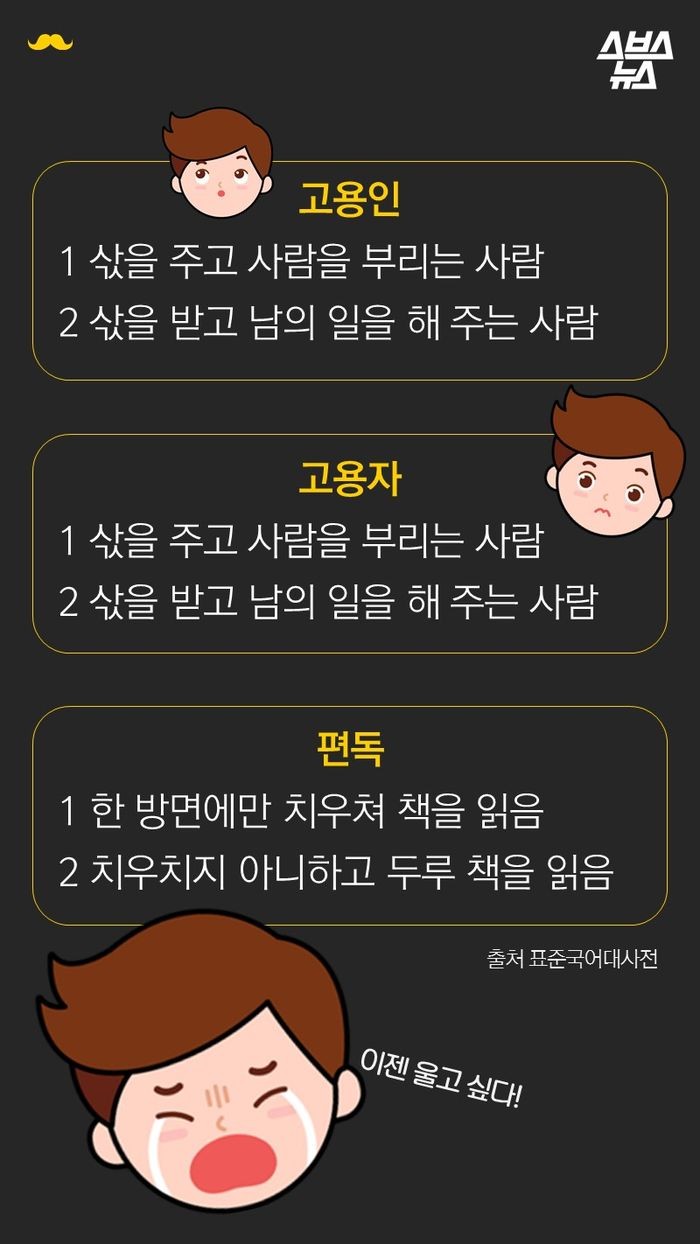 스브스
뉴스
고용인
1 삯을 주고 사람을 부리는 사람
2 삯을 받고 남의 일을 해 주는 사람
고용자
1 삯을 주고 사람을 부리는 사람
2 삯을 받고 남의 일을 해 주는 사람
편독
1 한 방면에만 치우쳐 책을 읽음
2 치우치지 아니하고 두루 책을 읽음
출처 표준국어대사전
이젠 울고 싶다!